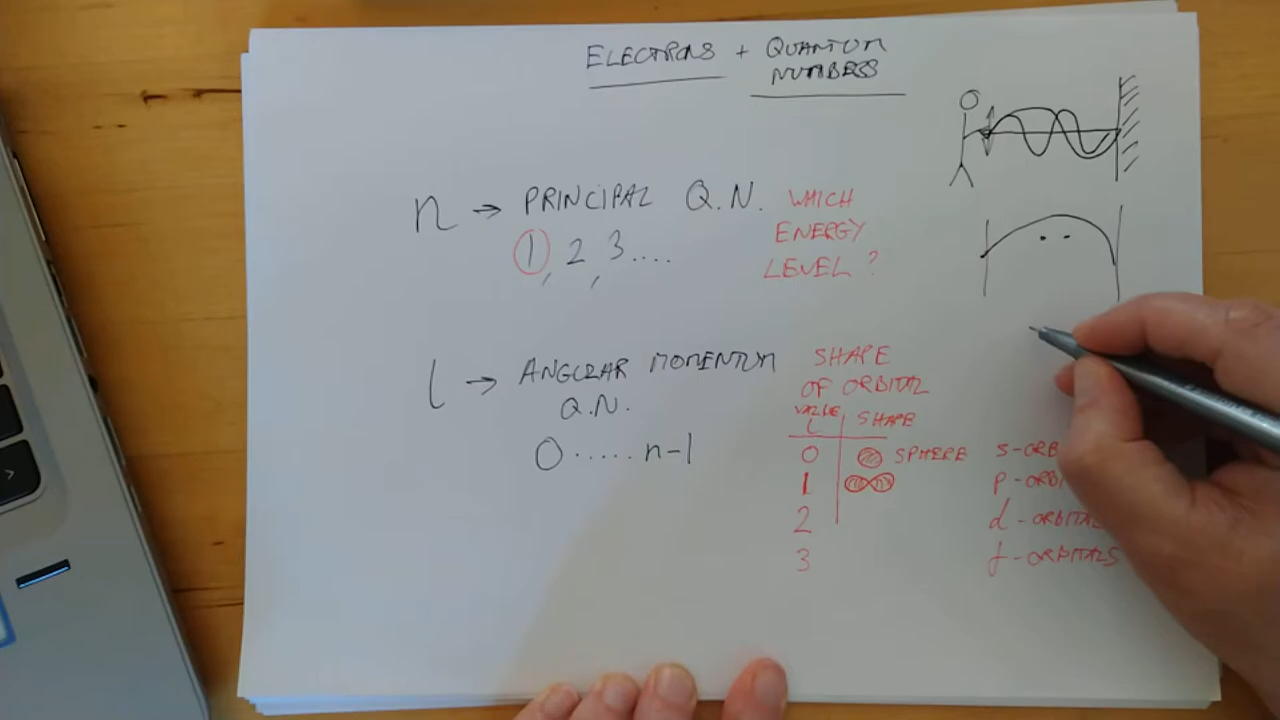 ELECTRONS + QUANTUM
NUMBERS
n → PRINCIPAL Q.N.
1, 2, 3....
WHICH
ENERGY
LEVEL ?
l → ANGULAR MOMENTUM
Q.N.
0 ..... n-1
SHAPE
OF ORBITAL
VALUE
L
SHAPE
0 SPHERE S-ORB
1 p-ORBI
2 d-ORBITALS
3 f-ORBITALS